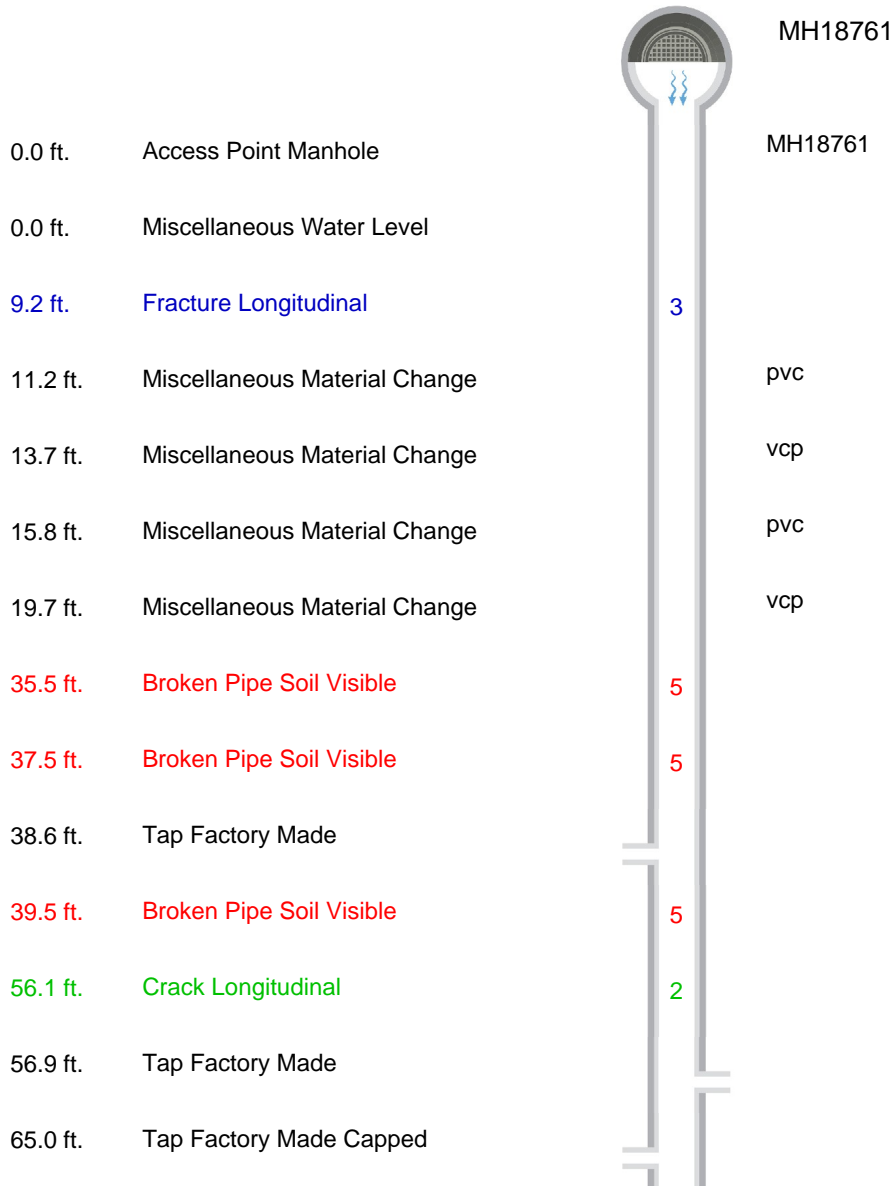 MH18761
0.0 ft. Access Point Manhole MH18761
0.0 ft. Miscellaneous Water Level
9.2 ft. Fracture Longitudinal 3
11.2 ft. Miscellaneous Material Change pvc
13.7 ft. Miscellaneous Material Change vcp
15.8 ft. Miscellaneous Material Change pvc
19.7 ft. Miscellaneous Material Change vcp
35.5 ft. Broken Pipe Soil Visible 5
37.5 ft. Broken Pipe Soil Visible 5
38.6 ft. Tap Factory Made
39.5 ft. Broken Pipe Soil Visible 5
56.1 ft. Crack Longitudinal 2
56.9 ft. Tap Factory Made
65.0 ft. Tap Factory Made Capped